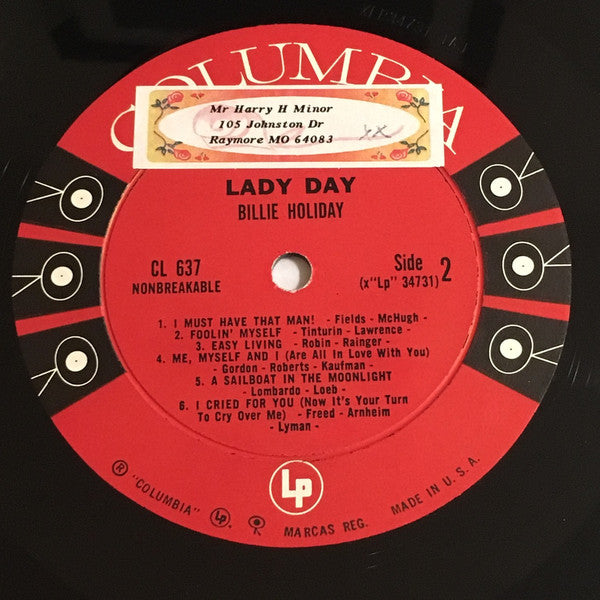 COLUMBIA
Mr Harry H Minor
105 Johnston Dr
Raymore MO 64083
LADY DAY
BILLIE HOLIDAY
CL 637
NONBREAKABLE
Side 2
(x"Lp" 34731)
1. I MUST HAVE THAT MAN! - Fields - McHugh -
2. FOOLIN' MYSELF - Tinturin - Lawrence -
3. EASY LIVING - Robin - Rainger -
4. ME, MYSELF AND I (Are All In Love With You)
- Gordon - Roberts - Kaufman -
5. A SAILBOAT IN THE MOONLIGHT
- Lombardo - Loeb -
6. I CRIED FOR YOU (Now It's Your Turn
To Cry Over Me) - Freed - Arnheim
- Lyman -
Lp
® "COLUMBIA" Lp MARCAS REG. MADE IN U. S. A.